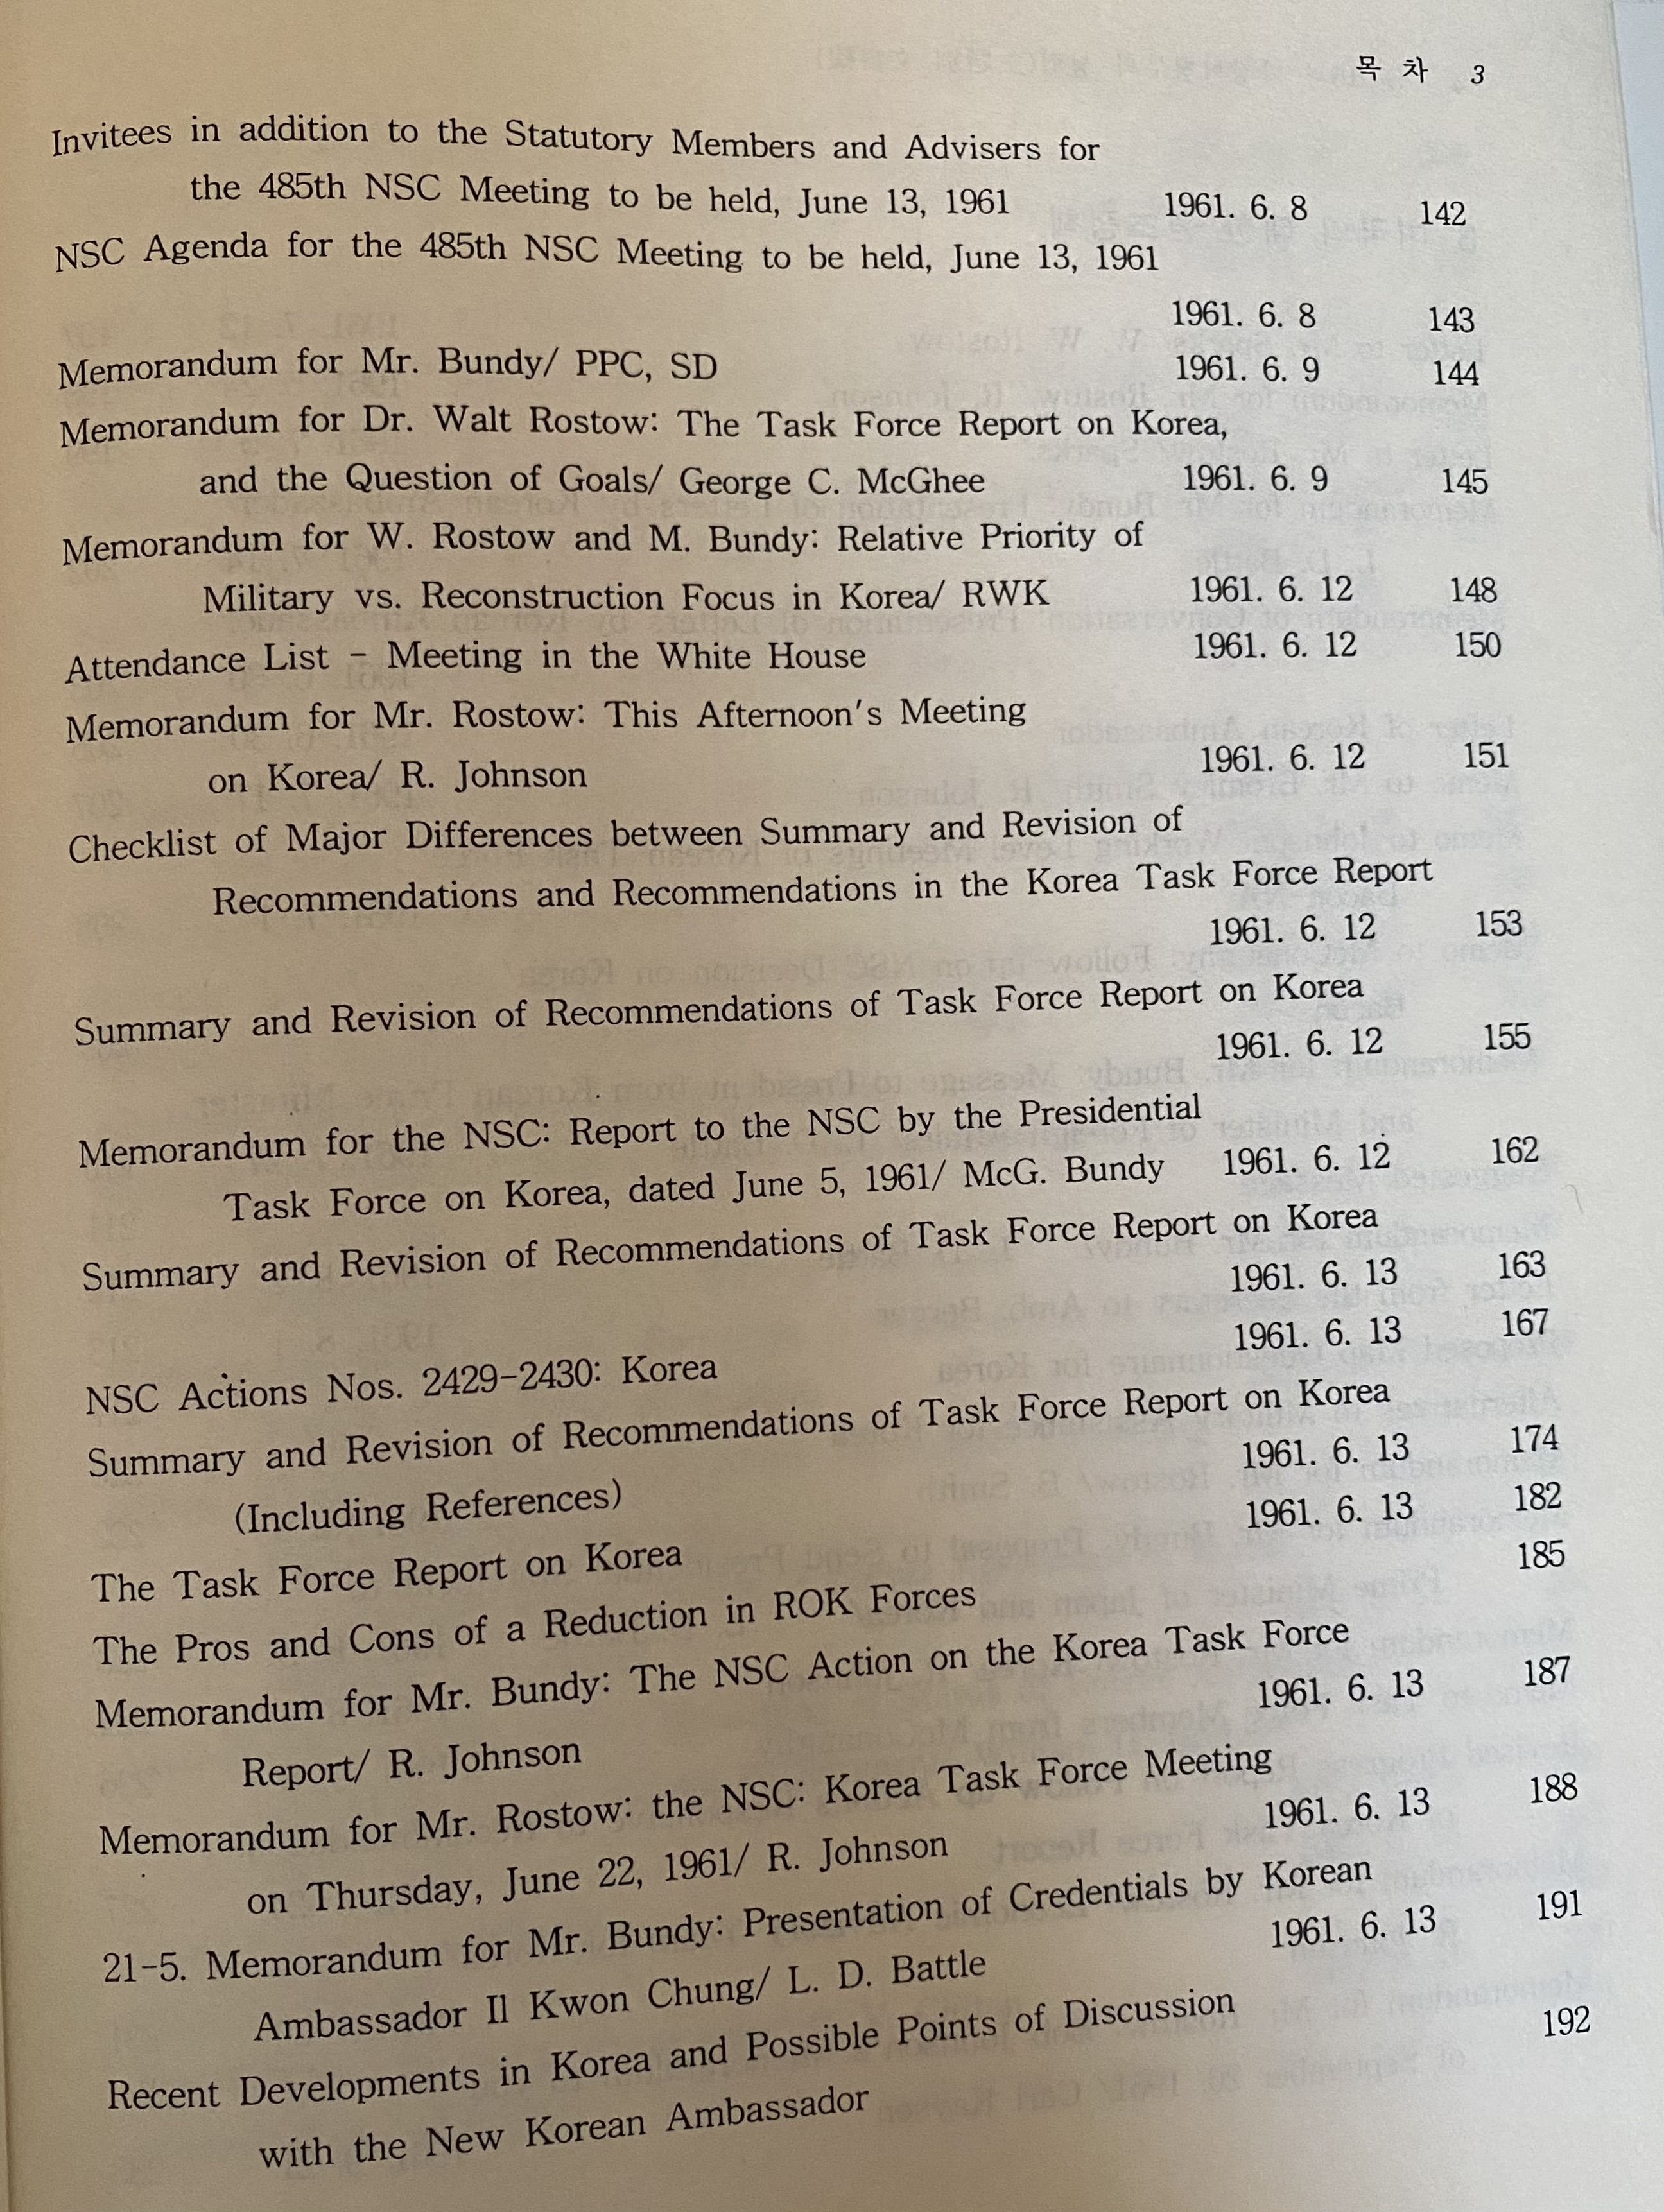 목 차 3
Invitees in addition to the Statutory Members and Advisers for
the 485th NSC Meeting to be held, June 13, 1961 1961. 6. 8 142
NSC Agenda for the 485th NSC Meeting to be held, June 13, 1961
1961. 6. 8 143
Memorandum for Mr. Bundy/ PPC, SD 1961. 6. 9 144
Memorandum for Dr. Walt Rostow: The Task Force Report on Korea,
and the Question of Goals/ George C. McGhee 1961. 6. 9 145
Memorandum for W. Rostow and M. Bundy: Relative Priority of
Military vs. Reconstruction Focus in Korea/ RWK 1961. 6. 12 148
Attendance List - Meeting in the White House 1961. 6. 12 150
Memorandum for Mr. Rostow: This Afternoon's Meeting
on Korea/ R. Johnson 1961. 6. 12 151
Checklist of Major Differences between Summary and Revision of
Recommendations and Recommendations in the Korea Task Force Report
1961. 6. 12 153
Summary and Revision of Recommendations of Task Force Report on Korea
1961. 6. 12 155
Memorandum for the NSC: Report to the NSC by the Presidential
Task Force on Korea, dated June 5, 1961/ McG. Bundy 1961. 6. 12 162
Summary and Revision of Recommendations of Task Force Report on Korea
1961. 6. 13 163
NSC Actions Nos. 2429-2430: Korea 1961. 6. 13 167
Summary and Revision of Recommendations of Task Force Report on Korea
(Including References) 1961. 6. 13 174
The Task Force Report on Korea 1961. 6. 13 182
The Pros and Cons of a Reduction in ROK Forces 185
Memorandum for Mr. Bundy: The NSC Action on the Korea Task Force
Report/ R. Johnson 1961. 6. 13 187
Memorandum for Mr. Rostow: the NSC: Korea Task Force Meeting
on Thursday, June 22, 1961/ R. Johnson 1961. 6. 13 188
21-5. Memorandum for Mr. Bundy: Presentation of Credentials by Korean
Ambassador Il Kwon Chung/ L. D. Battle 1961. 6. 13 191
Recent Developments in Korea and Possible Points of Discussion
with the New Korean Ambassador 192